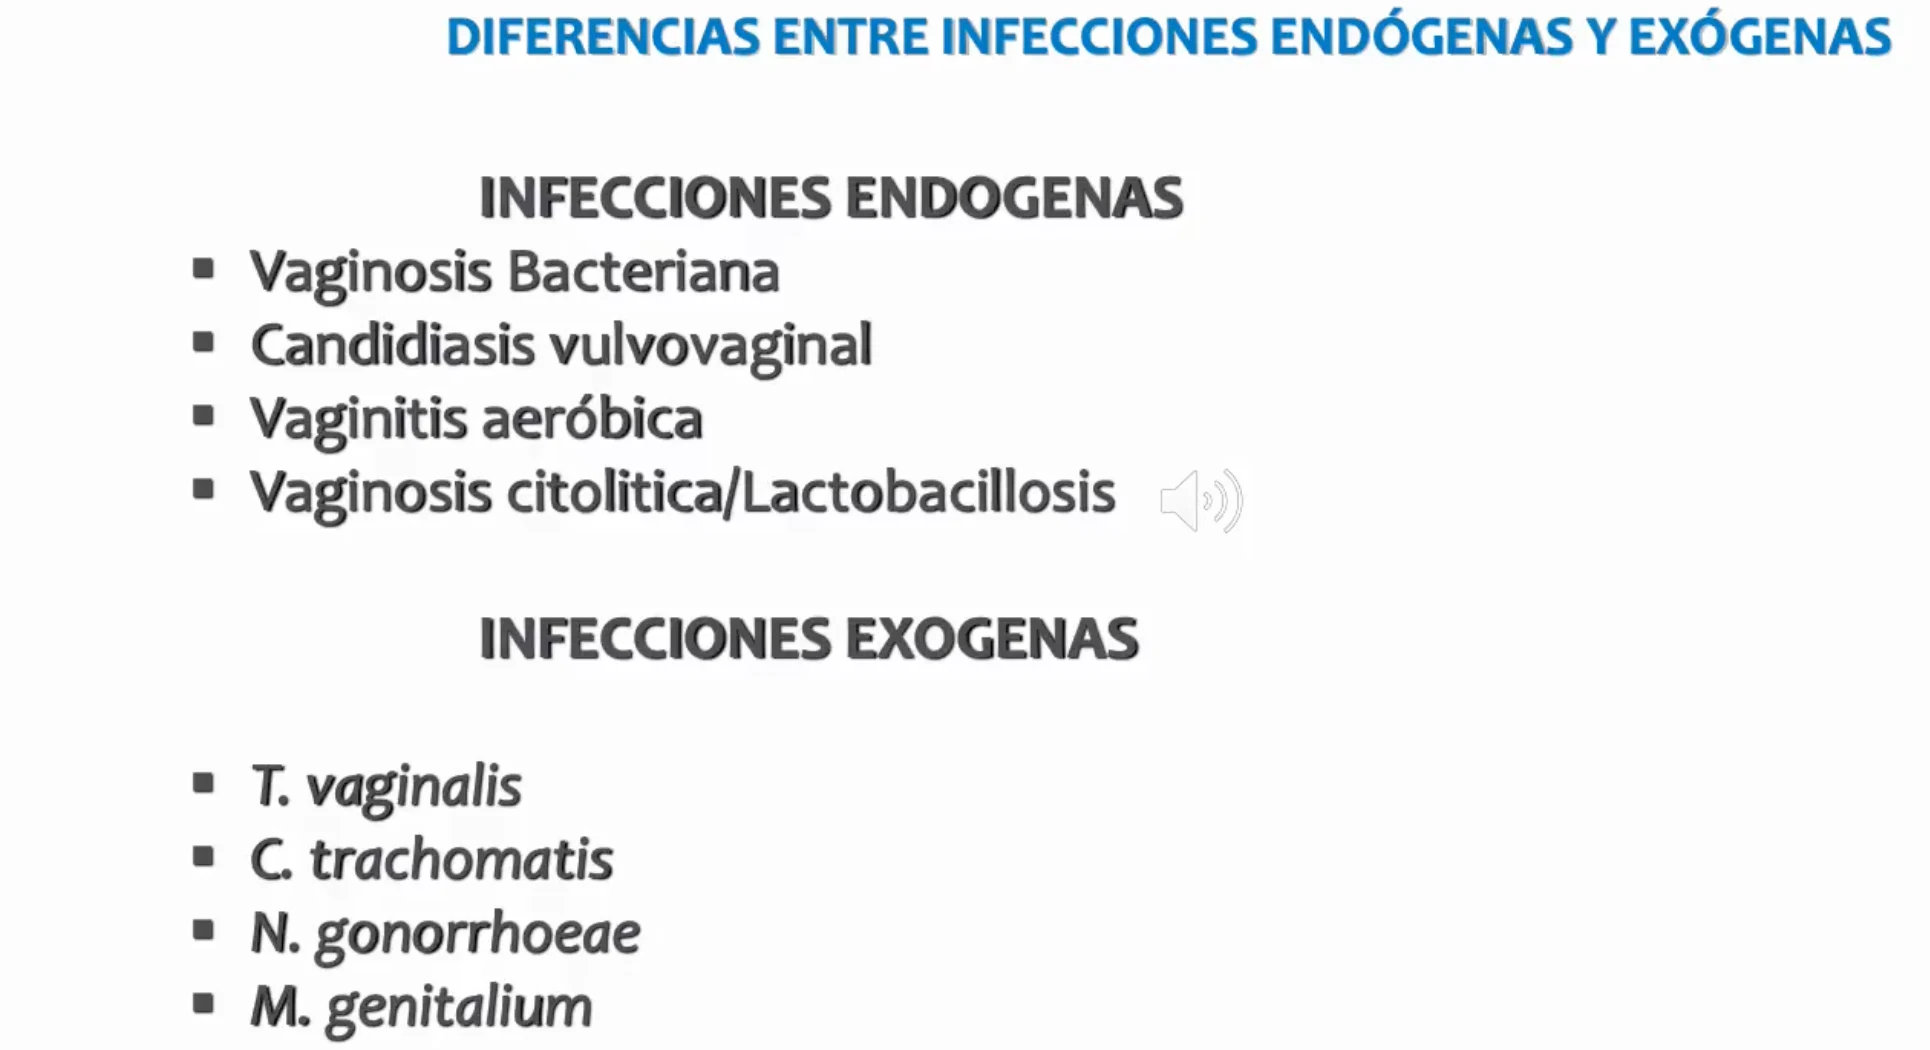 DIFERENCIAS ENTRE INFECCIONES ENDÓGENAS Y EXÓGENAS
INFECCIONES ENDOGENAS
▪ Vaginosis Bacteriana
▪ Candidiasis vulvovaginal
▪ Vaginitis aeróbica
▪ Vaginosis citolitica/Lactobacillosis
INFECCIONES EXOGENAS
▪ T. vaginalis
▪ C. trachomatis
▪ N. gonorrhoeae
▪ M. genitalium